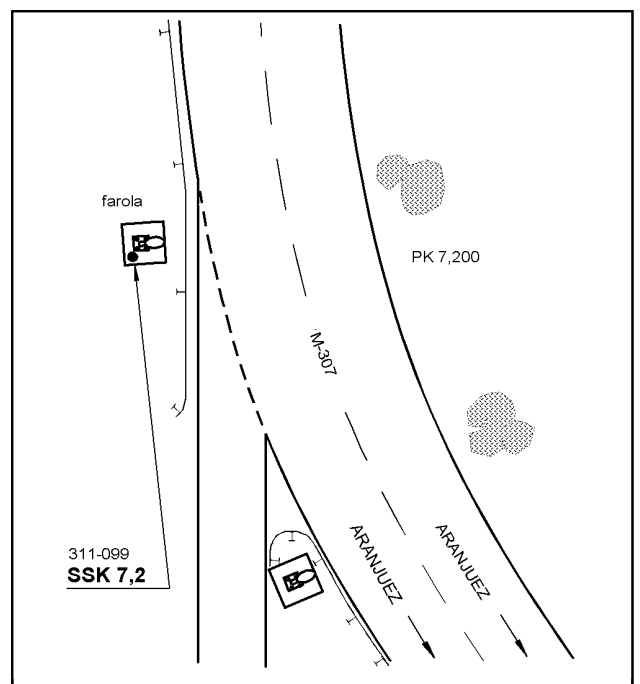 farola
PK 7,200
M-307
311-099
SSK 7,2
ARANJUEZ
ARANJUEZ